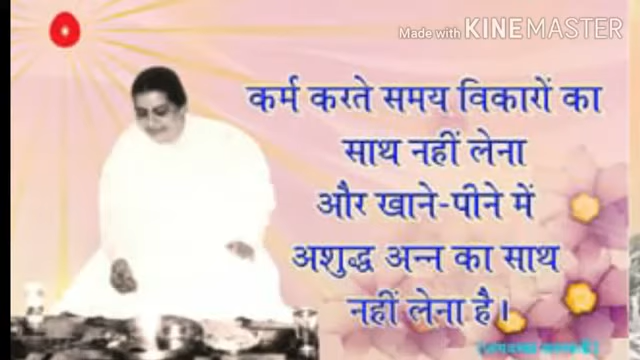 Made with KINEMASTER
कर्म करते समय विकारों का
साथ नहीं लेना
और खाने-पीने में
अशुद्ध अन्न का साथ
नहीं लेना है।